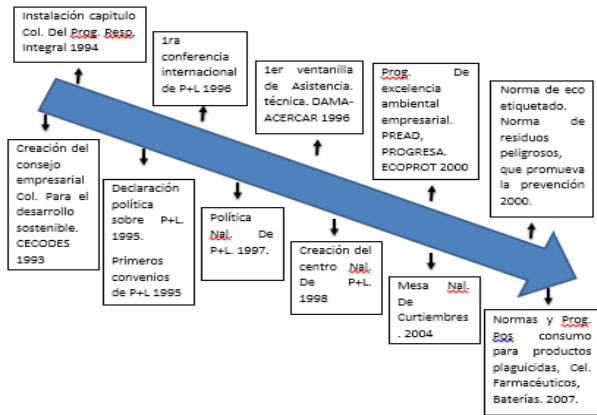 Instalación capitulo
Col. Del Prog. Resp.
Integral 1994
1ra
conferencia
internacional
de P+L 1996
1er ventanilla
de Asistencia.
técnica. DAMA-
ACERCAR 1996
Prog. De
excelencia
ambiental
empresarial.
PREAD,
PROGRESA.
ECOPROT 2000
Norma de eco
etiquetado.
Norma de
residuos
peligrosos,
que promueva
la prevención
2000.
Creación del
consejo
empresarial
Col. Para el
desarrollo
sostenible.
CECODES
1993
Declaración
política
sobre P+L.
1995.
Primeros
convenios
de P+L 1995
Política
Nal. De
P+L. 1997.
Creación del
centro Nal.
De P+L.
1998
Mesa Nal.
De
Curtiembres
. 2004
Normas y Prog.
Pos consumo
para productos
plaguicidas, Cel.
Farmacéuticos,
Baterías. 2007.